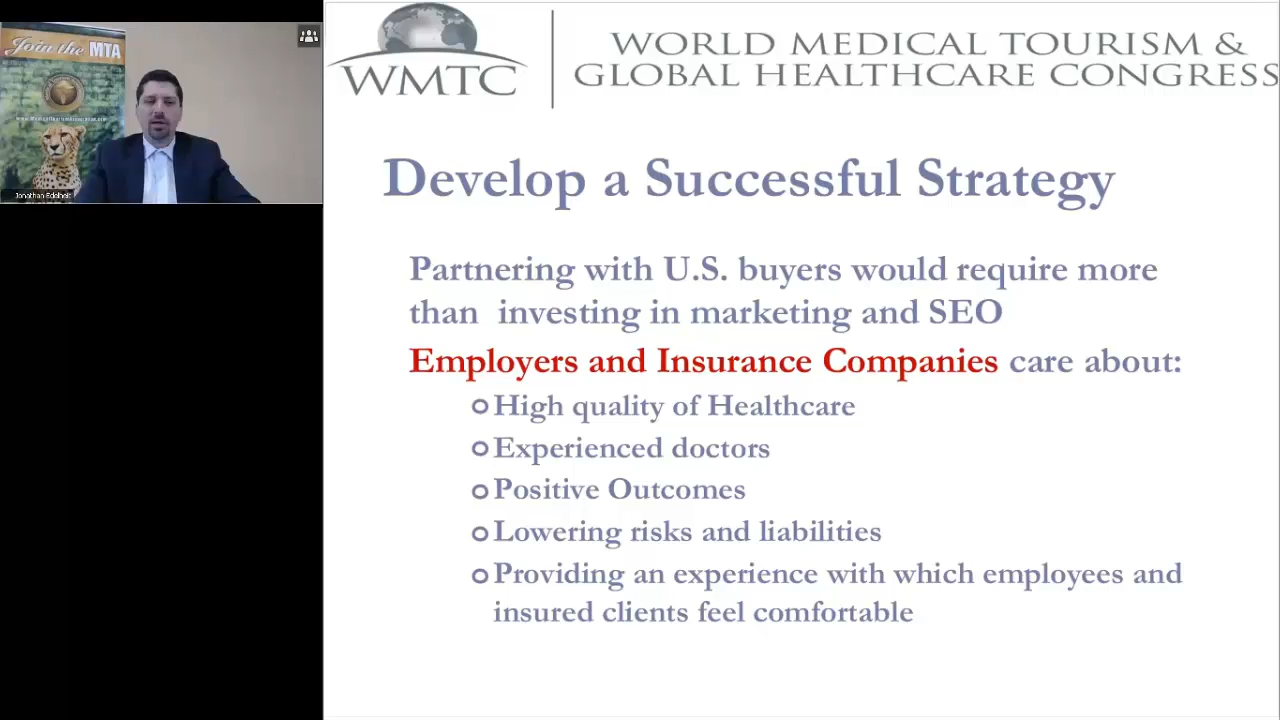 Join the MTA
Jonathan Edelheit
WMTC
WORLD MEDICAL TOURISM &
GLOBAL HEALTHCARE CONGRESS
Develop a Successful Strategy
Partnering with U.S. buyers would require more
than investing in marketing and SEO
Employers and Insurance Companies care about:
High quality of Healthcare
Experienced doctors
Positive Outcomes
Lowering risks and liabilities
Providing an experience with which employees and
insured clients feel comfortable